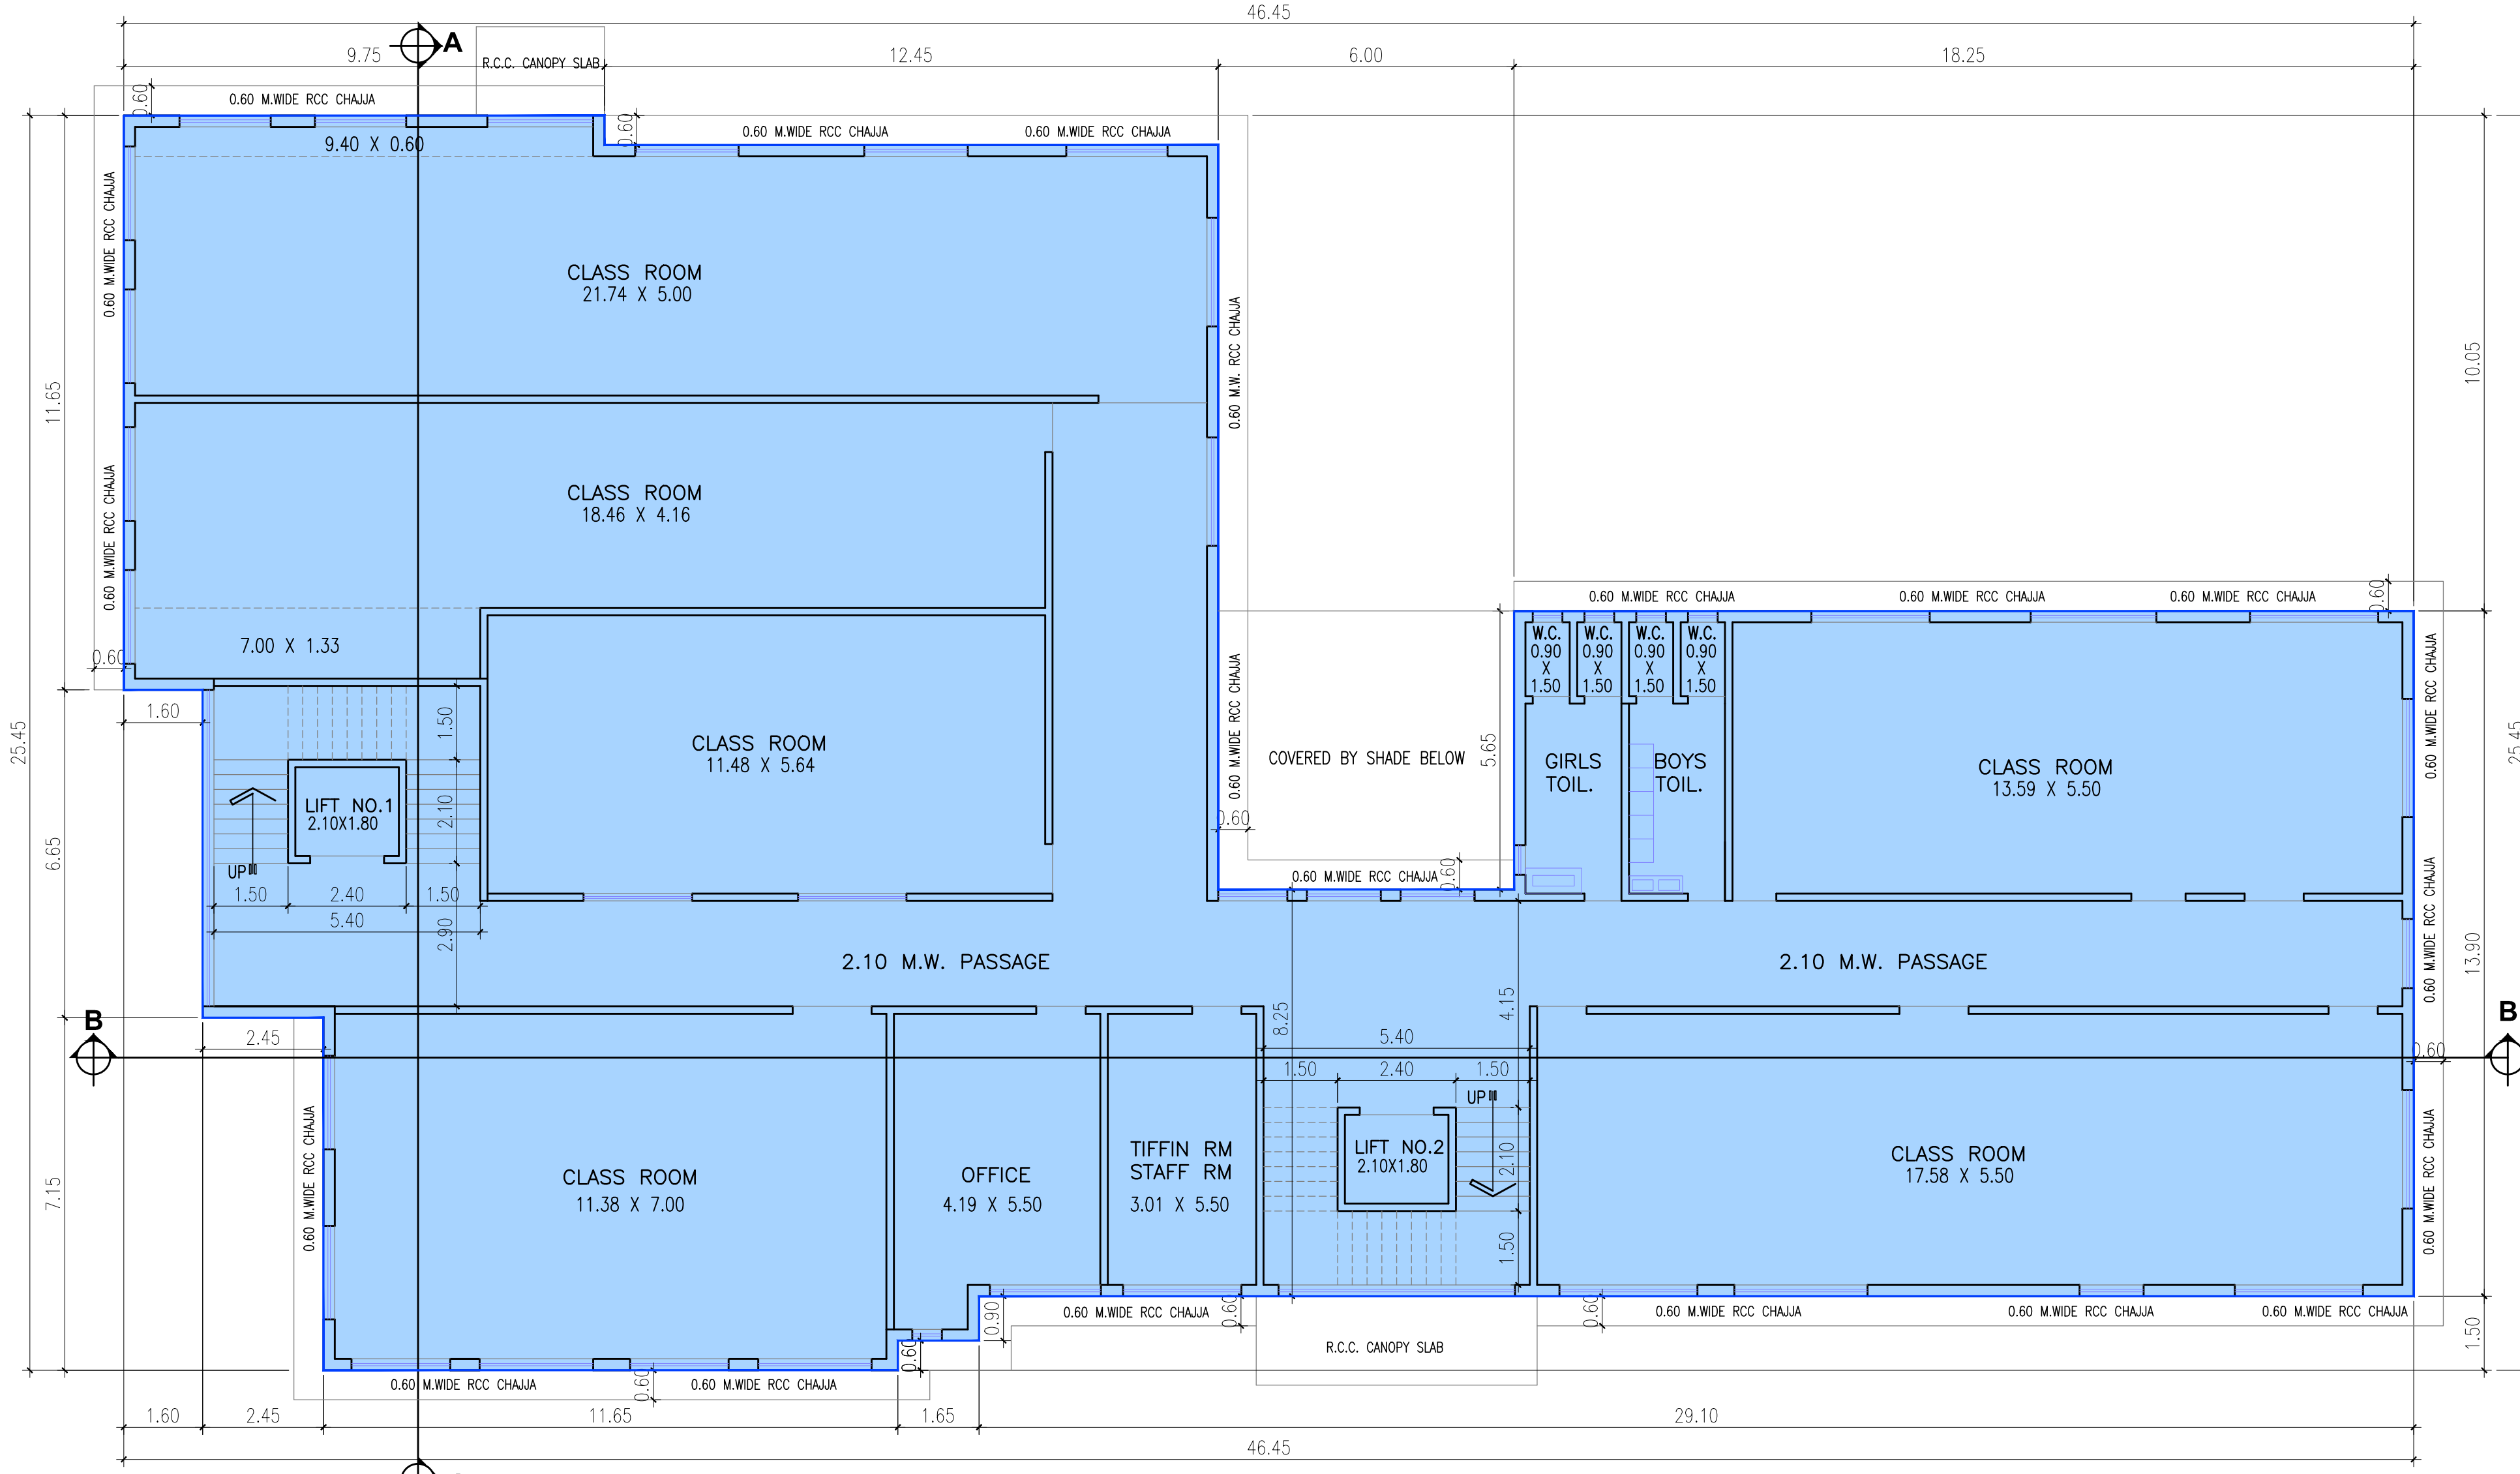 46.45
9.75
A
12.45
6.00
18.25
R.C.C. CANOPY SLAB
0.60
0.60 M.WIDE RCC CHAJJA
0.60
0.60 M.WIDE RCC CHAJJA
0.60 M.WIDE RCC CHAJJA
9.40 X 0.60
0.60 M.WIDE RCC CHAJJA
CLASS ROOM
21.74 X 5.00
0.60 M.W. RCC CHAJJA
10.05
11.65
CLASS ROOM
18.46 X 4.16
0.60 M.WIDE RCC CHAJJA
0.60 M.WIDE RCC CHAJJA
0.60 M.WIDE RCC CHAJJA
0.60 M.WIDE RCC CHAJJA
0.60
7.00 X 1.33
0.60
W.C.
0.90
X
1.50
W.C.
0.90
X
1.50
W.C.
0.90
X
1.50
W.C.
0.90
X
1.50
0.60 M.WIDE RCC CHAJJA
1.60
1.50
25.45
CLASS ROOM
11.48 X 5.64
0.60 M.WIDE RCC CHAJJA
COVERED BY SHADE BELOW
5.65
GIRLS
TOIL.
BOYS
TOIL.
CLASS ROOM
13.59 X 5.50
25.45
LIFT NO.1
2.10X1.80
2.10
0.60
6.65
UP
0.60 M.WIDE RCC CHAJJA
0.60
1.50
2.40
1.50
5.40
2.90
0.60 M.WIDE RCC CHAJJA
13.90
2.10 M.W. PASSAGE
2.10 M.W. PASSAGE
B
8.25
4.15
B
2.45
5.40
0.60
1.50
2.40
1.50
UP
7.15
0.60 M.WIDE RCC CHAJJA
CLASS ROOM
11.38 X 7.00
OFFICE
4.19 X 5.50
TIFFIN RM
STAFF RM
3.01 X 5.50
LIFT NO.2
2.10X1.80
2.10
CLASS ROOM
17.58 X 5.50
0.60 M.WIDE RCC CHAJJA
1.50
0.90
0.60 M.WIDE RCC CHAJJA
0.60
0.60
0.60 M.WIDE RCC CHAJJA
0.60 M.WIDE RCC CHAJJA
0.60 M.WIDE RCC CHAJJA
1.50
R.C.C. CANOPY SLAB
0.60
0.60 M.WIDE RCC CHAJJA
0.60
0.60 M.WIDE RCC CHAJJA
1.60
2.45
11.65
1.65
29.10
46.45